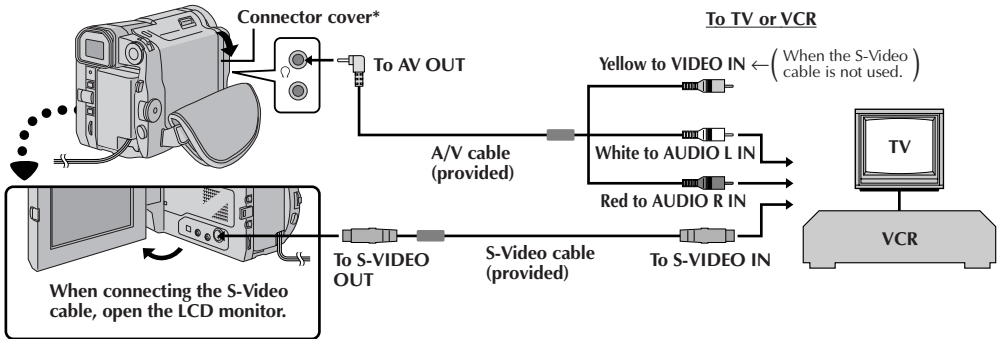 Connector cover*
To AV OUT
To TV or VCR
Yellow to VIDEO IN ← ( When the S-Video
cable is not used. )
A/V cable
(provided)
White to AUDIO L IN
Red to AUDIO R IN
TV
VCR
To S-VIDEO
OUT
S-Video cable
(provided)
To S-VIDEO IN
When connecting the S-Video
cable, open the LCD monitor.